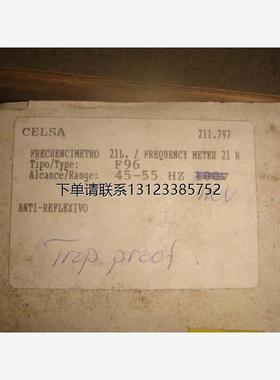 CELSA 211.797
FRECUENCIMETRO 21L. / FREQUENCY METER 21 R
Tipo/Type: F96
Alcance/Range: 45-55 HZ 100V
110V
下单请联系13123385752
ANTI-REFLEXIVO
Trop proof